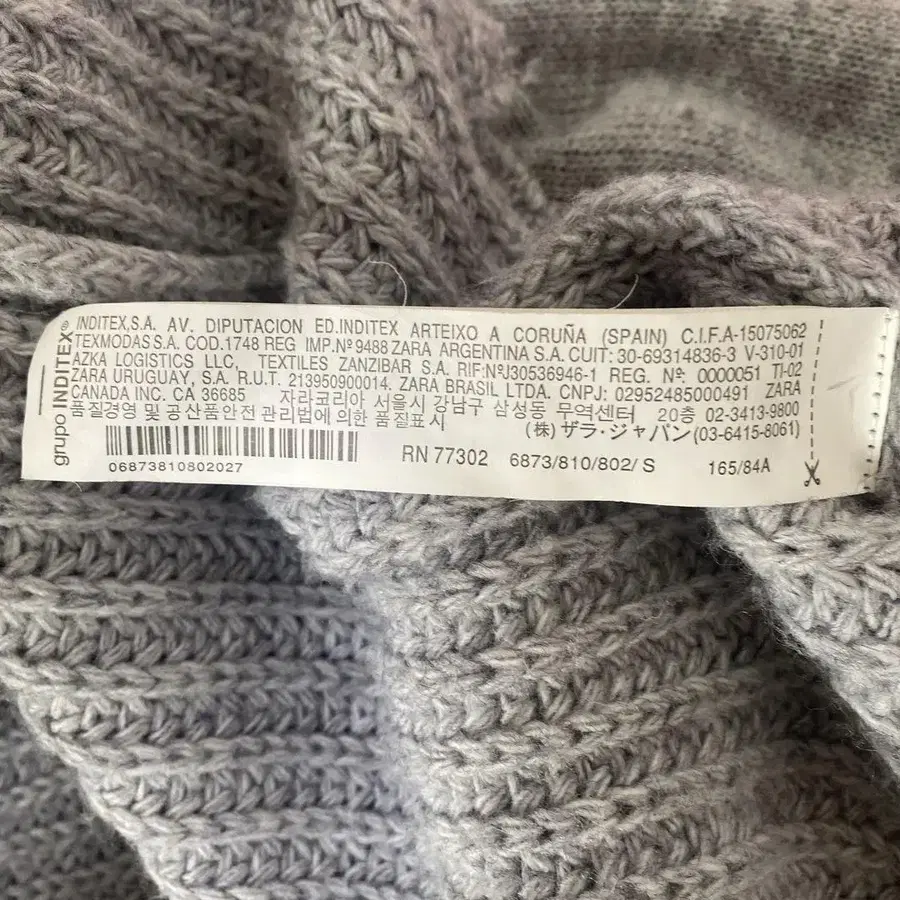 grupo INDITEX®
INDITEX,S.A. AV. DIPUTACION ED.INDITEX ARTEIXO A CORUÑA (SPAIN) C.I.F.A-15075062
TEXMODAS S.A. COD.1748 REG IMP.Nº 9488 ZARA ARGENTINA S.A. CUIT: 30-69314836-3 V-310-01
AZKA LOGISTICS LLC, TEXTILES ZANZIBAR S.A. RIF:NºJ30536946-1 REG. Nº: 0000051 TI-02
ZARA URUGUAY, S.A. R.U.T. 213950900014. ZARA BRASIL LTDA. CNPJ: 02952485000491 ZARA
CANADA INC. CA 36685 자라코리아 서울시 강남구 삼성동 무역센터 20층 02-3413-9800
품질경영 및 공산품안전 관리법에 의한 품질표시 (株) ザラ·ジャパン(03-6415-8061)
06873810802027 RN 77302 6873/810/802/ S 165/84A